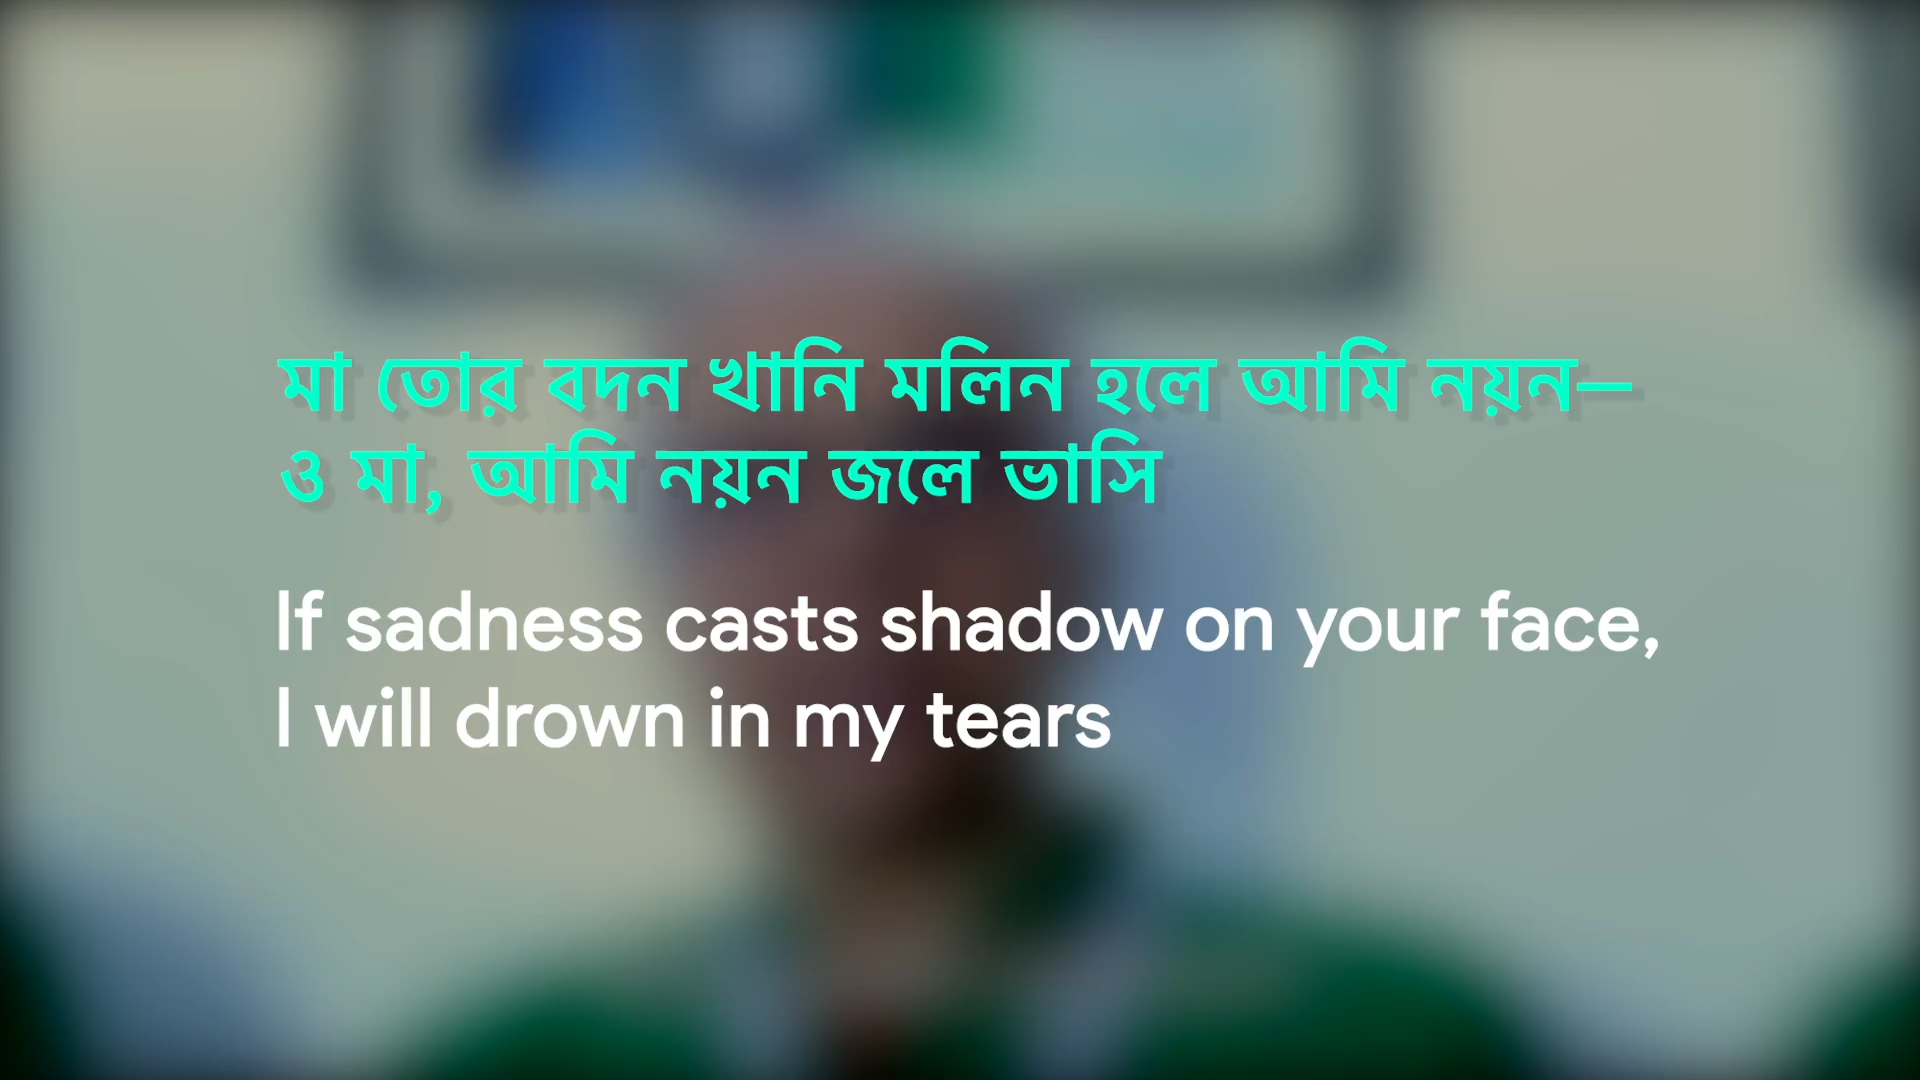 মা তোর বদন খানি মলিন হলে আমি নয়ন—
ও মা, আমি নয়ন জলে ভাসি
If sadness casts shadow on your face,
I will drown in my tears